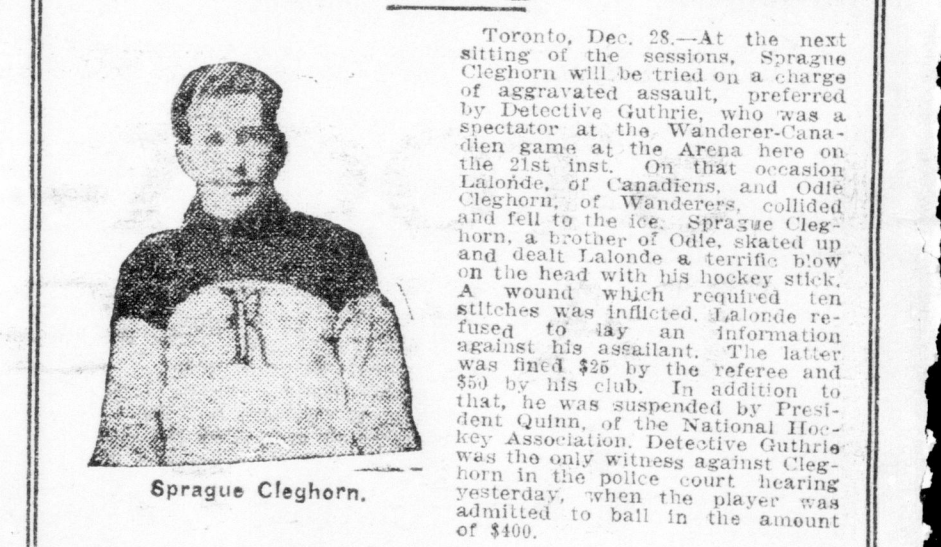 Toronto, Dec. 28.—At the next
sitting of the sessions, Sprague
Cleghorn will be tried on a charge
of aggravated assault, preferred
by Detective Guthrie, who was a
spectator at the Wanderer-Cana-
dien game at the Arena here on
the 21st inst. On that occasion
Lalonde, of Canadiens, and Odie
Cleghorn, of Wanderers, collided
and fell to the ice. Sprague Cleg-
horn, a brother of Odie, skated up
and dealt Lalonde a terrific blow
on the head with his hockey stick.
A wound which required ten
stitches was inflicted. Lalonde re-
fused to lay an information
against his assailant. The latter
was fined $25 by the referee and
$50 by his club. In addition to
that, he was suspended by Presi-
dent Quinn, of the National Hoc-
key Association. Detective Guthrie
was the only witness against Cleg-
horn in the police court hearing
yesterday, when the player was
admitted to bail in the amount
of $400.
R
Sprague Cleghorn.